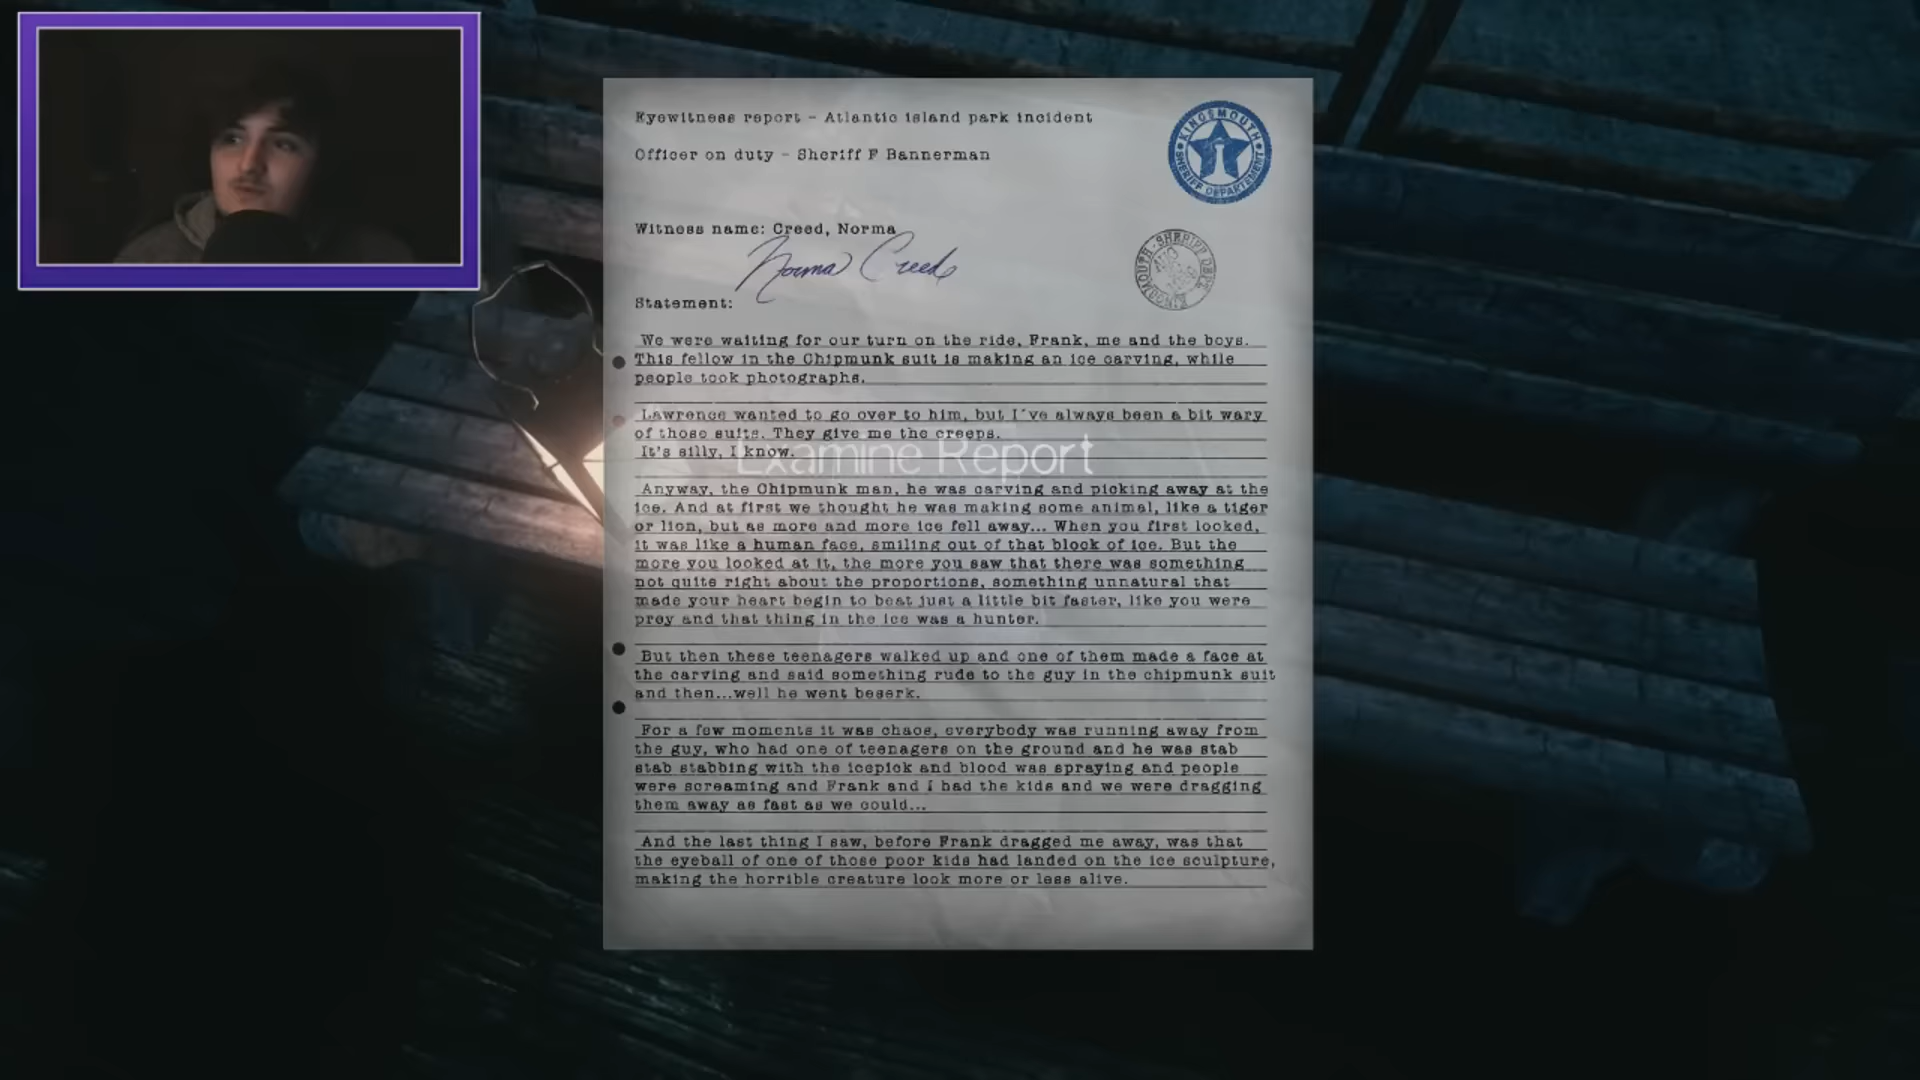 Eyewitness report - Atlantic island park incident
Officer on duty - Sheriff F Bannerman
KINGSMOUTH
SHERIFF DEPARTEMENT
Witness name: Creed, Norma
Norma Creed
Statement:
We were waiting for our turn on the ride, Frank, me and the boys.
This fellow in the Chipmunk suit is making an ice carving, while
people took photographs.
Lawrence wanted to go over to him, but I've always been a bit wary
of those suits. They give me the creeps.
It's silly, I know.
Examine Report
Anyway, the Chipmunk man, he was carving and picking away at the
ice. And at first we thought he was making some animal, like a tiger
or lion, but as more and more ice fell away... When you first looked,
it was like a human face, smiling out of that block of ice. But the
more you looked at it, the more you saw that there was something
not quite right about the proportions, something unnatural that
made your heart begin to beat just a little bit faster, like you were
prey and that thing in the ice was a hunter.
But then these teenagers walked up and one of them made a face at
the carving and said something rude to the guy in the chipmunk suit
and then...well he went beserk.
For a few moments it was chaos, everybody was running away from
the guy, who had one of teenagers on the ground and he was stab
stab stabbing with the icepick and blood was spraying and people
were screaming and Frank and I had the kids and we were dragging
them away as fast as we could...
And the last thing I saw, before Frank dragged me away, was that
the eyeball of one of those poor kids had landed on the ice sculpture,
making the horrible creature look more or less alive.